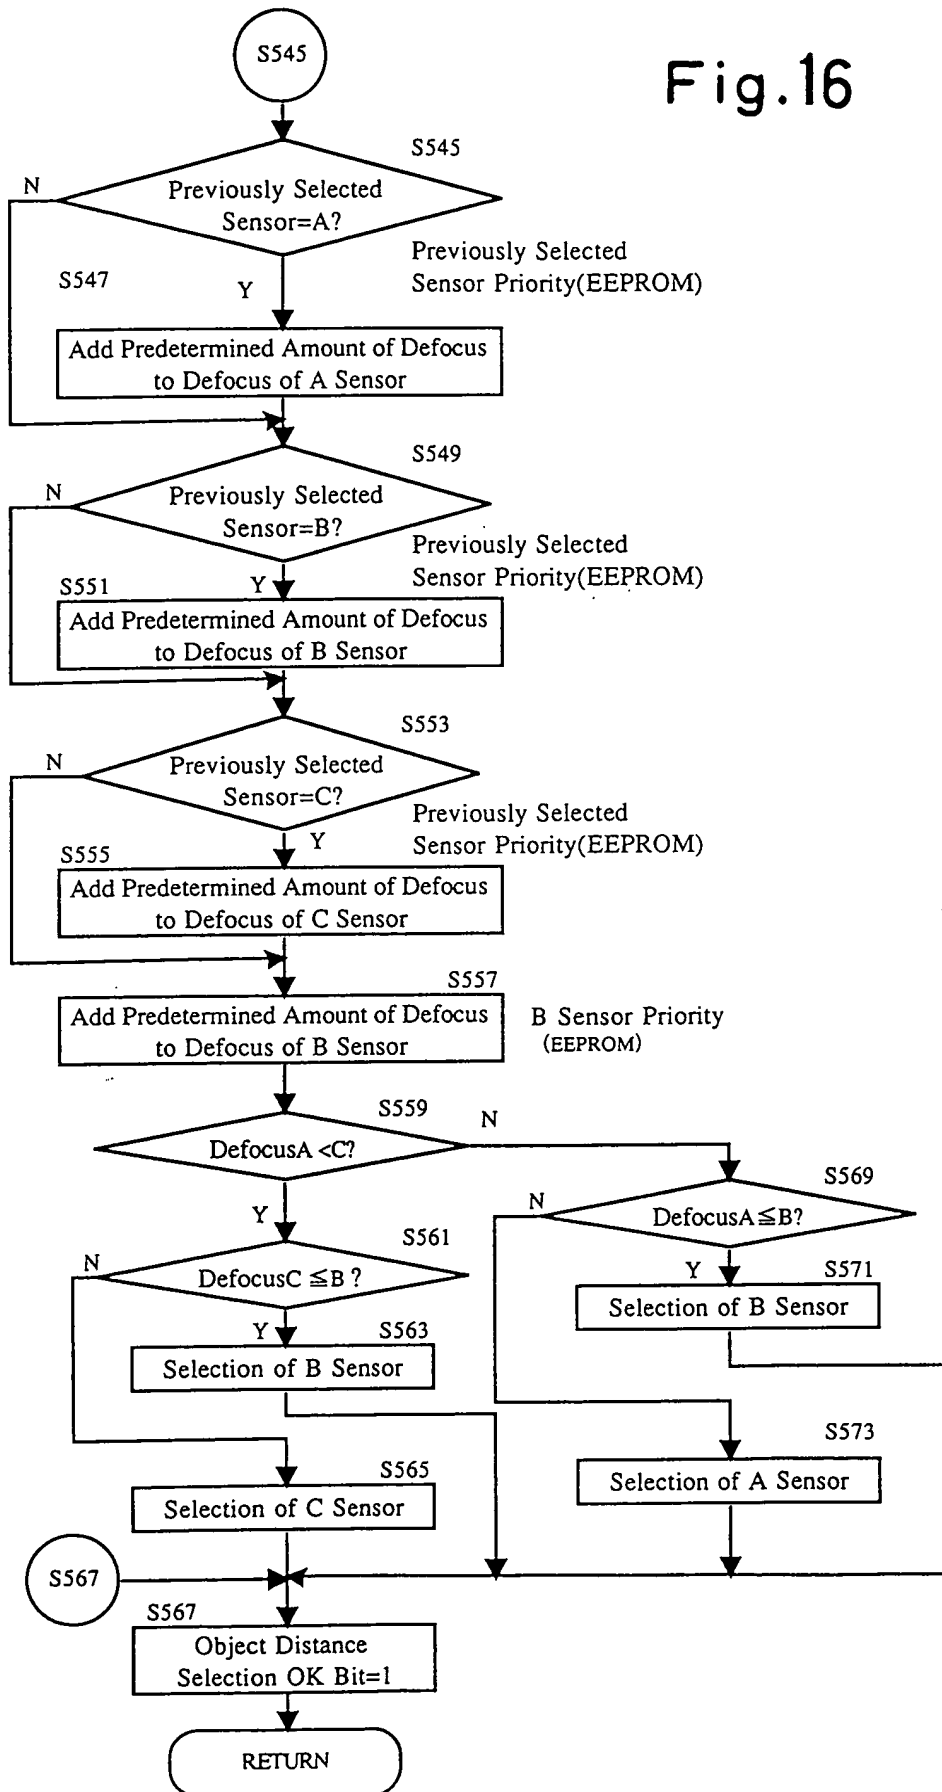 S545
Fig.16
S545
N
Previously Selected
Sensor=A?
Previously Selected
Sensor Priority(EEPROM)
S547
Y
Add Predetermined Amount of Defocus
to Defocus of A Sensor
S549
N
Previously Selected
Sensor=B?
Previously Selected
Sensor Priority(EEPROM)
S551
Y
Add Predetermined Amount of Defocus
to Defocus of B Sensor
S553
N
Previously Selected
Sensor=C?
Previously Selected
Sensor Priority(EEPROM)
S555
Y
Add Predetermined Amount of Defocus
to Defocus of C Sensor
S557
Add Predetermined Amount of Defocus
to Defocus of B Sensor
B Sensor Priority
(EEPROM)
S559
N
DefocusA <C?
S569
N
DefocusA≦B?
Y
S561
N
DefocusC ≦B ?
Y
S571
Selection of B Sensor
Y
S563
Selection of B Sensor
S573
Selection of A Sensor
S565
Selection of C Sensor
S567
S567
Object Distance
Selection OK Bit=1
RETURN